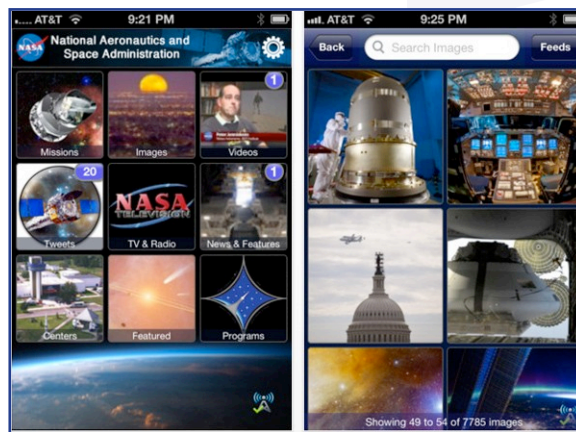 AT&T 9:21 PM
NASA
National Aeronautics and
Space Administration
1
Missions
Images
Videos
20
1
NASA
TELEVISION
Tweets
TV & Radio
News & Features
Centers
Featured
Programs
AT&T 9:25 PM
Back
Search Images
Feeds
Showing 49 to 54 of 7785 images